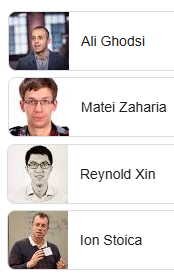 Ali Ghodsi
Matei Zaharia
Reynold Xin
Ion Stoica